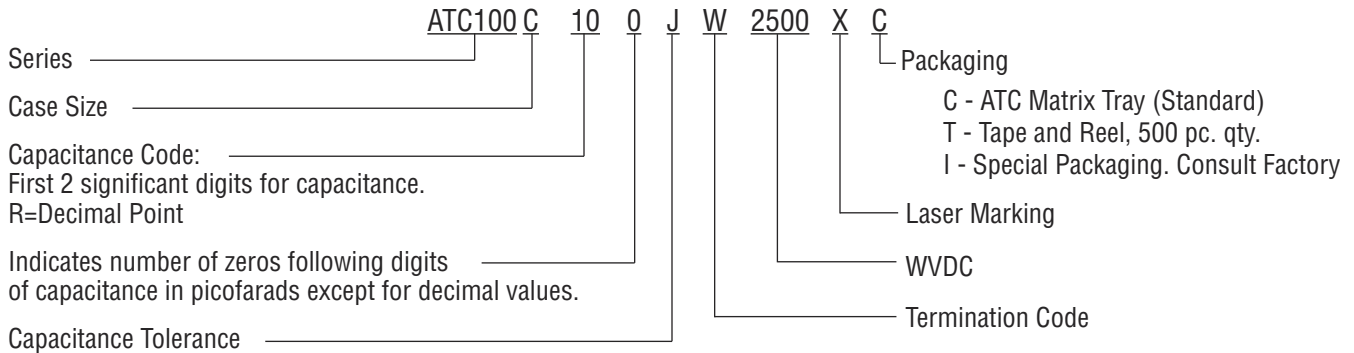 ATC100 C 10 0 J W 2500 X C
Series
Case Size
Capacitance Code:
First 2 significant digits for capacitance.
R=Decimal Point
Indicates number of zeros following digits
of capacitance in picofarads except for decimal values.
Capacitance Tolerance
Packaging
C - ATC Matrix Tray (Standard)
T - Tape and Reel, 500 pc. qty.
I - Special Packaging. Consult Factory
Laser Marking
WVDC
Termination Code